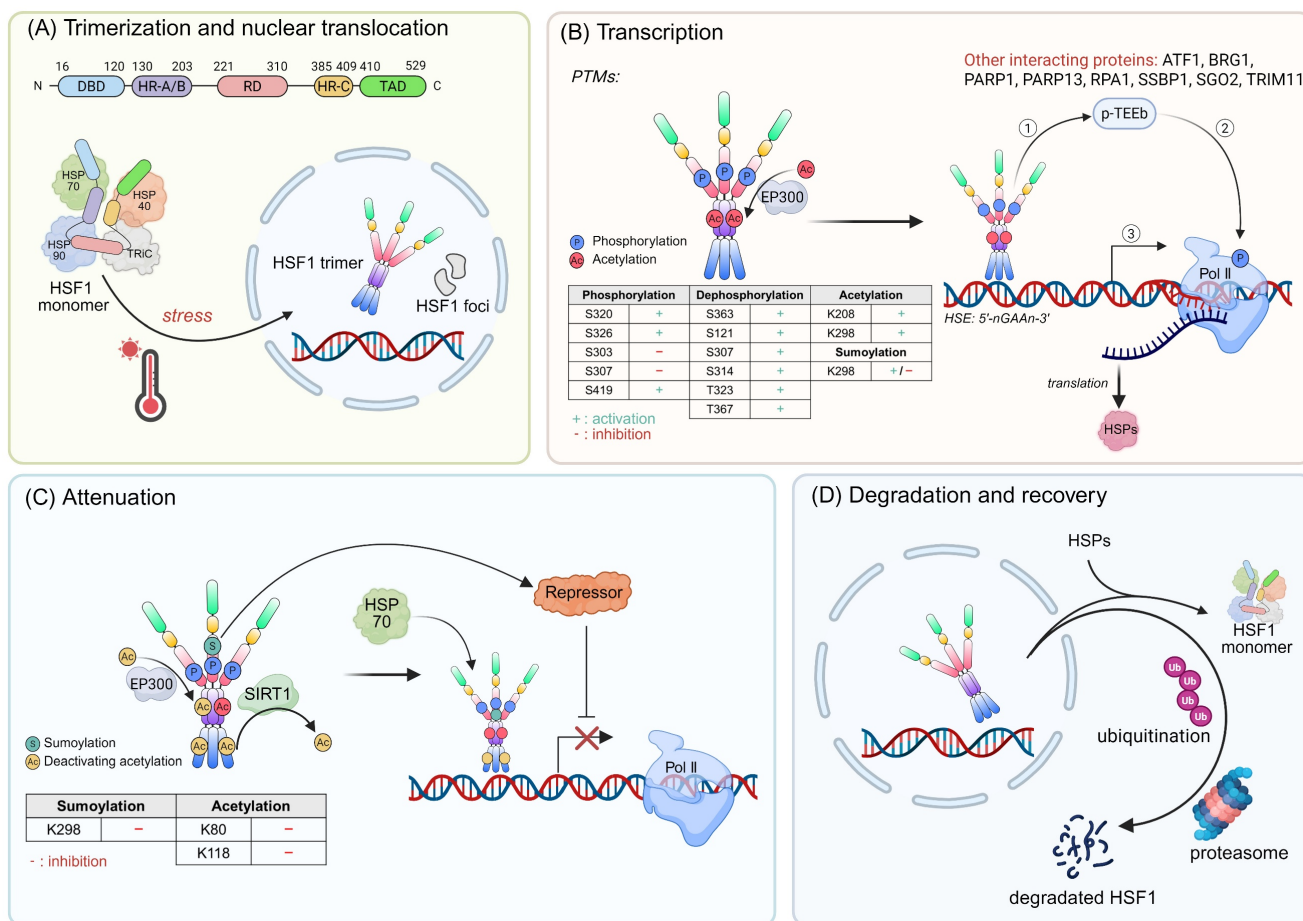 (A) Trimerization and nuclear translocation
16 120 130 203 221 310 385 409 410 529
N DBD HR-A/B RD HR-C TAD C
HSP
70
HSP
40
HSP
90
TRiC
HSF1
monomer
stress
HSF1 trimer
HSF1 foci
(B) Transcription
PTMs:
Other interacting proteins: ATF1, BRG1,
PARP1, PARP13, RPA1, SSBP1, SGO2, TRIM11
P P P
Ac
EP300
Ac Ac
P Phosphorylation
Ac Acetylation
1
p-TEEb
2
3
P
Pol II
HSE: 5'-nGAAn-3'
translation
HSPs
Phosphorylation Dephosphorylation Acetylation
S320 + S363 + K208 +
S326 + S121 + K298 +
S303 − S307 + Sumoylation
S307 − S314 + K298 + / −
S419 + T323 +
T367 +
+ : activation
- : inhibition
(C) Attenuation
S
P P P
Ac
EP300
Ac Ac
SIRT1
Ac Ac
Ac
S Sumoylation
Ac Deactivating acetylation
HSP
70
Repressor
Pol II
Sumoylation Acetylation
K298 − K80 −
K118 −
- : inhibition
(D) Degradation and recovery
HSPs
HSF1
monomer
Ub
Ub
Ub
Ub
ubiquitination
proteasome
degraded HSF1